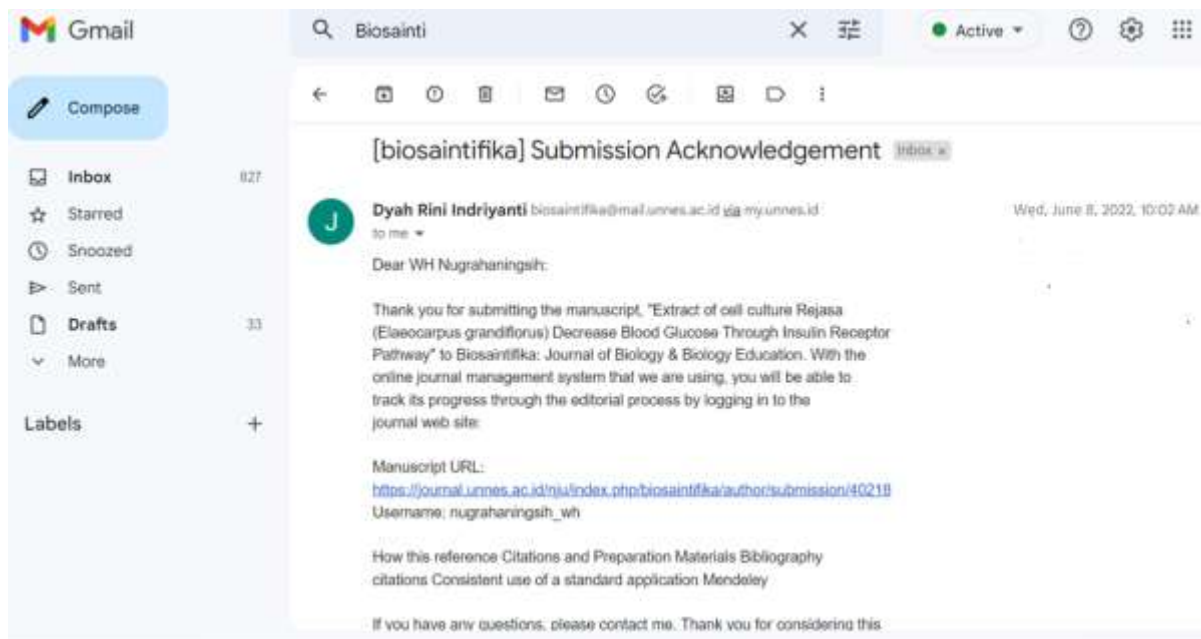 Gmail
Biosainti
Active
Compose
[biosaintifika] Submission Acknowledgement Inbox x
Inbox 827
Starred
Snoozed
Sent
Drafts 33
More
Labels +
J
Dyah Rini Indriyanti biosaintifika@mail.unnes.ac.id via my.unnes.id
Wed, June 8, 2022, 10:02 AM
to me
Dear WH Nugrahaningsih:
Thank you for submitting the manuscript, "Extract of cell culture Rejasa
(Elaeocarpus grandiflorus) Decrease Blood Glucose Through Insulin Receptor
Pathway" to Biosaintifika: Journal of Biology & Biology Education. With the
online journal management system that we are using, you will be able to
track its progress through the editorial process by logging in to the
journal web site:
Manuscript URL:
https://journal.unnes.ac.id/nju/index.php/biosaintifika/author/submission/40218
Username: nugrahaningsih_wh
How this reference Citations and Preparation Materials Bibliography
citations Consistent use of a standard application Mendeley
If you have any questions, please contact me. Thank you for considering this